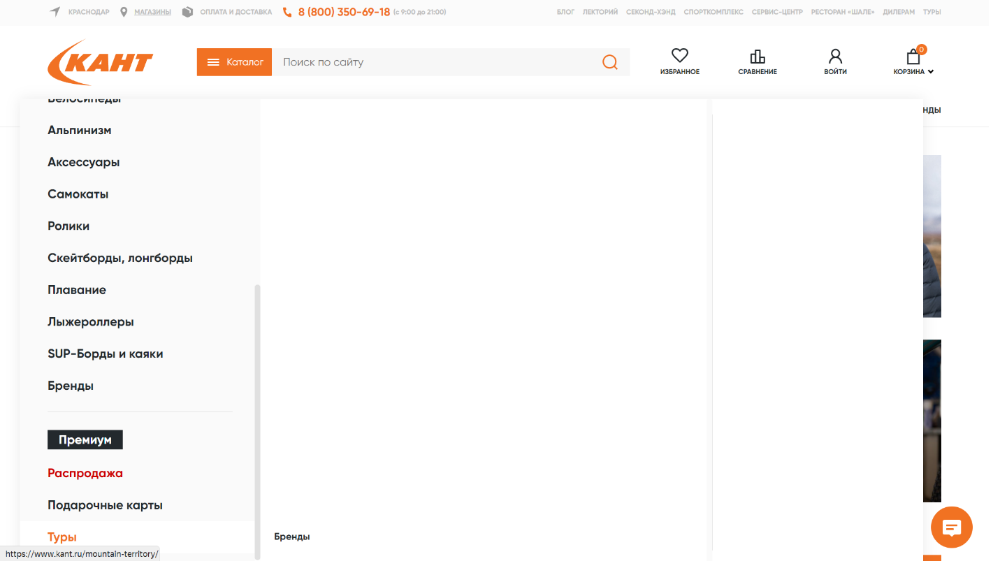 КРАСНОДАР МАГАЗИНЫ ОПЛАТА И ДОСТАВКА 8 (800) 350-69-18 (с 9:00 до 21:00) БЛОГ ЛЕКТОРИЙ СЕКОНД-ХЭНД СПОРТКОМПЛЕКС СЕРВИС-ЦЕНТР РЕСТОРАН «ШАЛЕ» ДИЛЕРАМ ТУРЫ
КАНТ
Каталог Поиск по сайту
0
ИЗБРАННОЕ СРАВНЕНИЕ ВОЙТИ КОРЗИНА
Велосипеды
нды
Альпинизм
Аксессуары
Самокаты
Ролики
Скейтборды, лонгборды
Плавание
Лыжероллеры
SUP-Борды и каяки
Бренды
Премиум
Распродажа
Подарочные карты
Туры
Бренды
https://www.kant.ru/mountain-territory/